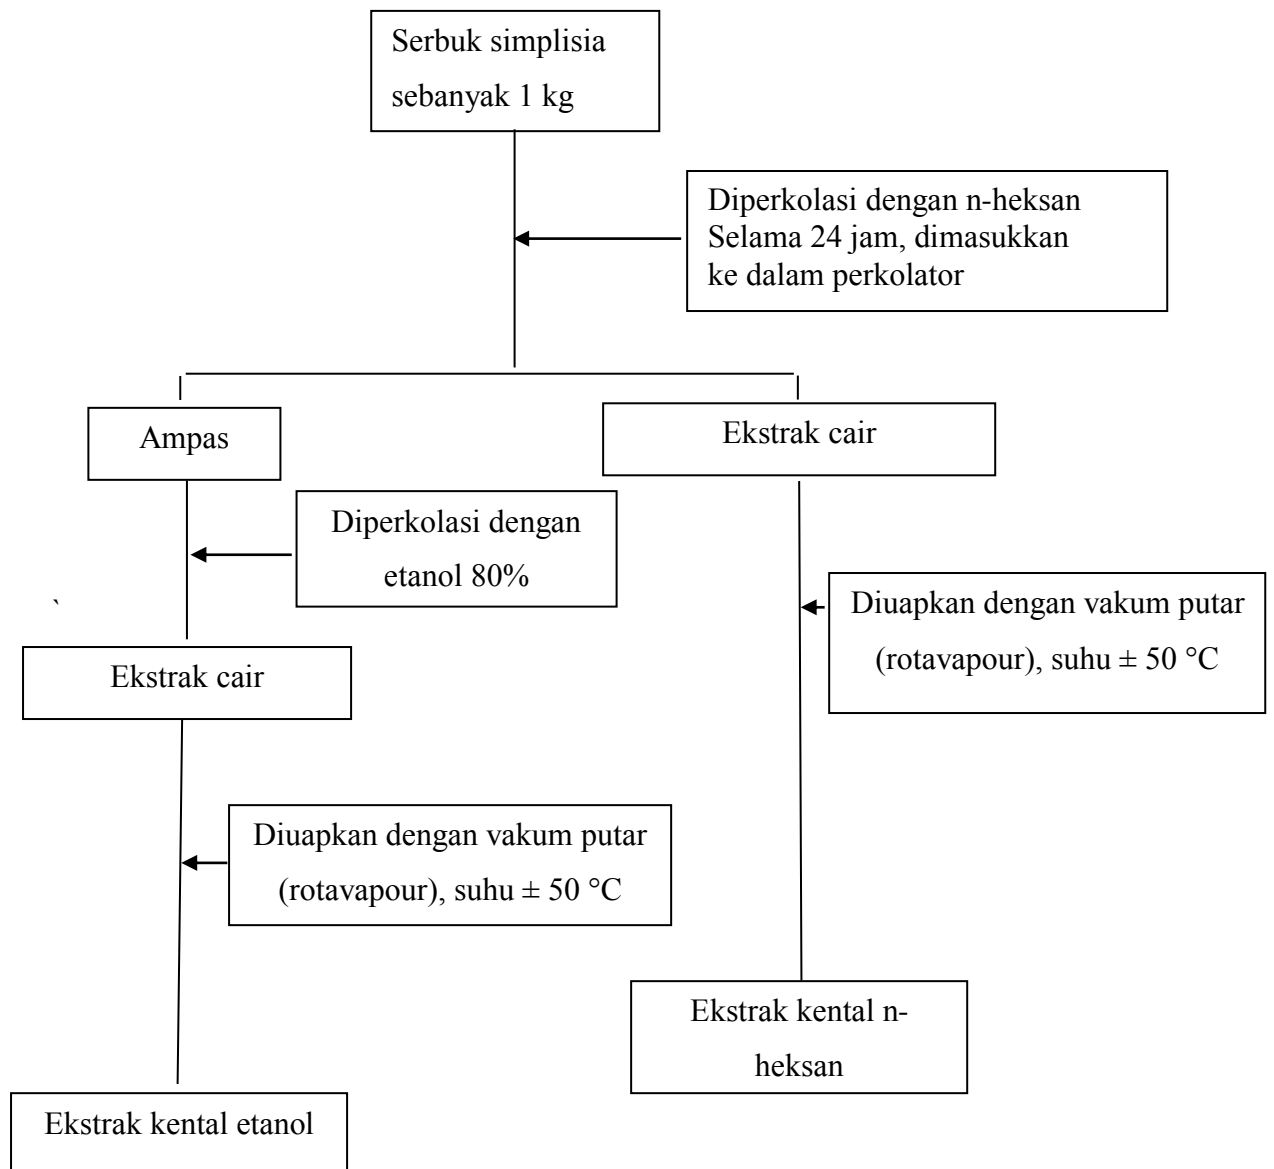 Serbuk simplisia
sebanyak 1 kg
Diperkolasi dengan n-heksan
Selama 24 jam, dimasukkan
ke dalam perkolator
Ampas
Ekstrak cair
Diperkolasi dengan
etanol 80%
Diuapkan dengan vakum putar
(rotavapour), suhu ± 50 °C
`
Ekstrak cair
Diuapkan dengan vakum putar
(rotavapour), suhu ± 50 °C
Ekstrak kental n-
heksan
Ekstrak kental etanol